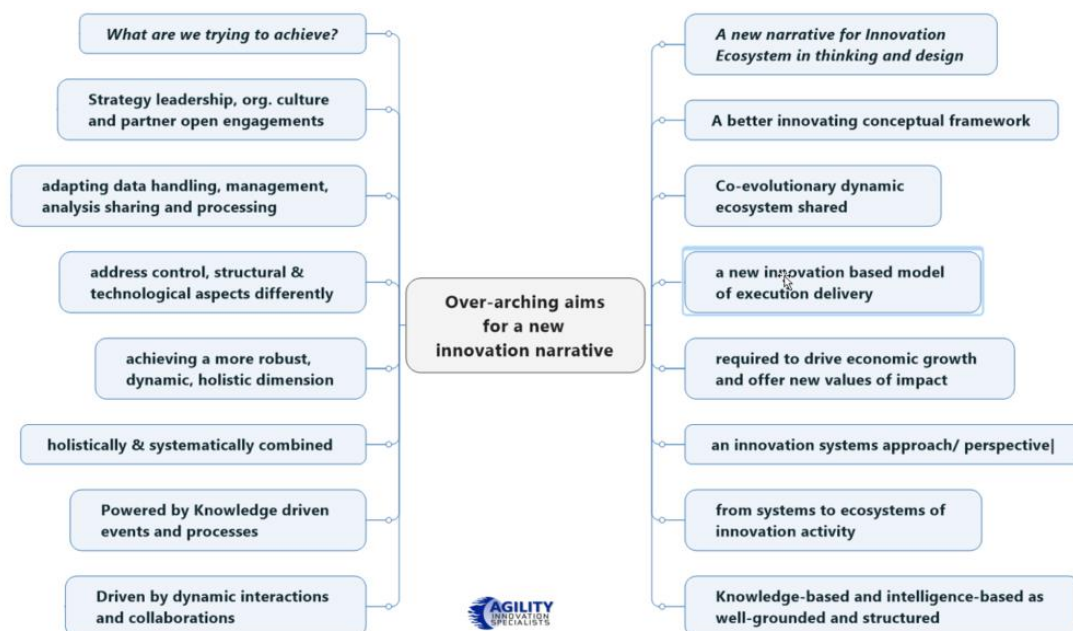 What are we trying to achieve?
Strategy leadership, org. culture
and partner open engagements
adapting data handling, management,
analysis sharing and processing
address control, structural &
technological aspects differently
achieving a more robust,
dynamic, holistic dimension
holistically & systematically combined
Powered by Knowledge driven
events and processes
Driven by dynamic interactions
and collaborations
Over-arching aims
for a new
innovation narrative
A new narrative for Innovation
Ecosystem in thinking and design
A better innovating conceptual framework
Co-evolutionary dynamic
ecosystem shared
a new innovation based model
of execution delivery
required to drive economic growth
and offer new values of impact
an innovation systems approach/ perspective
from systems to ecosystems of
innovation activity
Knowledge-based and intelligence-based as
well-grounded and structured
AGILITY
INNOVATION
SPECIALISTS